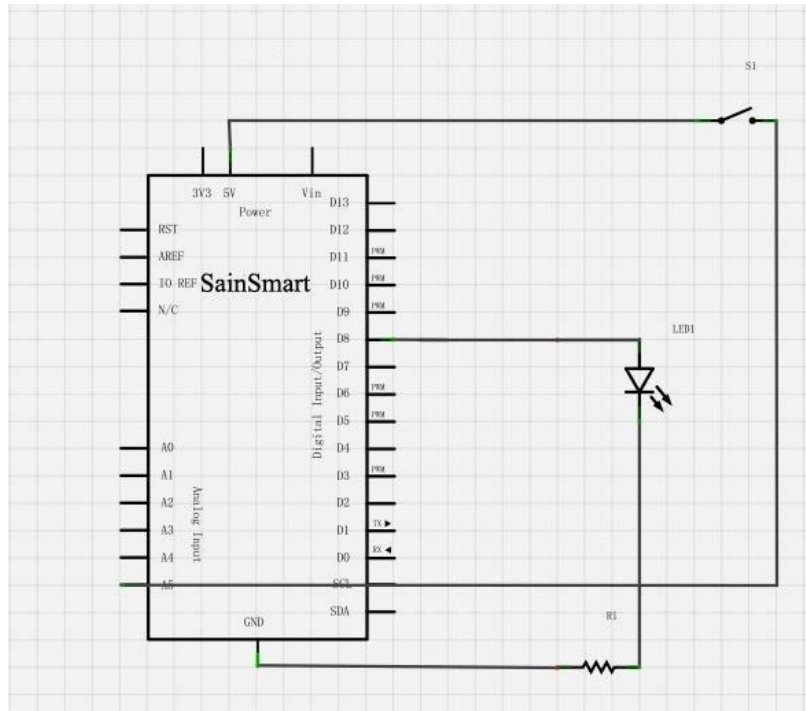 S1
3V3 5V Vin
Power
D13
RST
D12
AREF
D11 PWM
IO REF
SainSmart
D10 PWM
N/C
D9 PWM
D8
LED1
D7
Digital Input/Output
D6 PWM
D5 PWM
A0
D4
A1
D3 PWM
A2
D2
Analog Input
A3
D1 TX
A4
D0 RX
A5
SCL
SDA
GND
R1